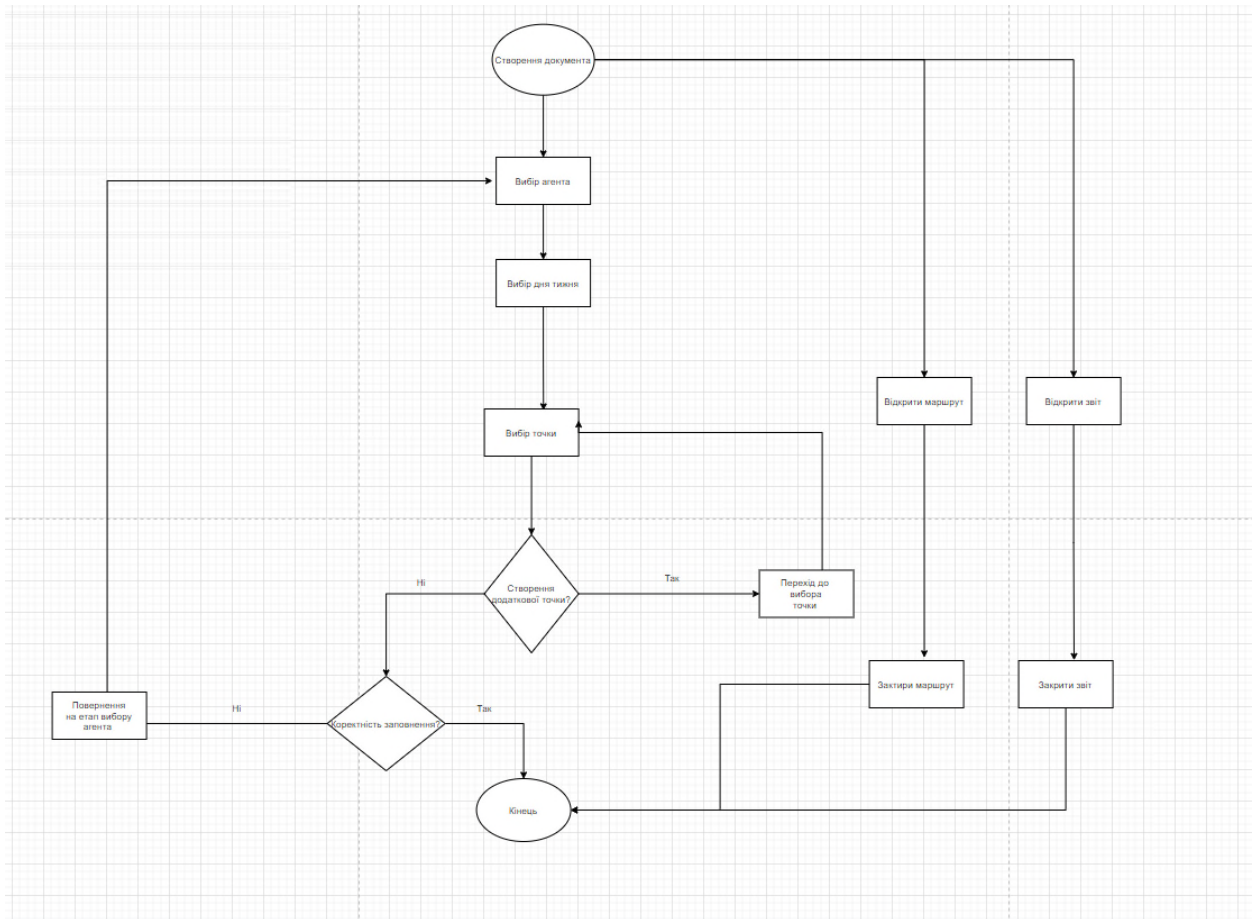 Створення документа
Вибір агента
Вибір дня тижня
Відкрити маршрут
Відкрити звіт
Вибір точки
Ні
Створення
додаткової точки?
Так
Перехід до
вибора
точки
Зактири маршрут
Закрити звіт
Повернення
на етап вибору
агента
Ні
Коректність заповнення?
Так
Кінець